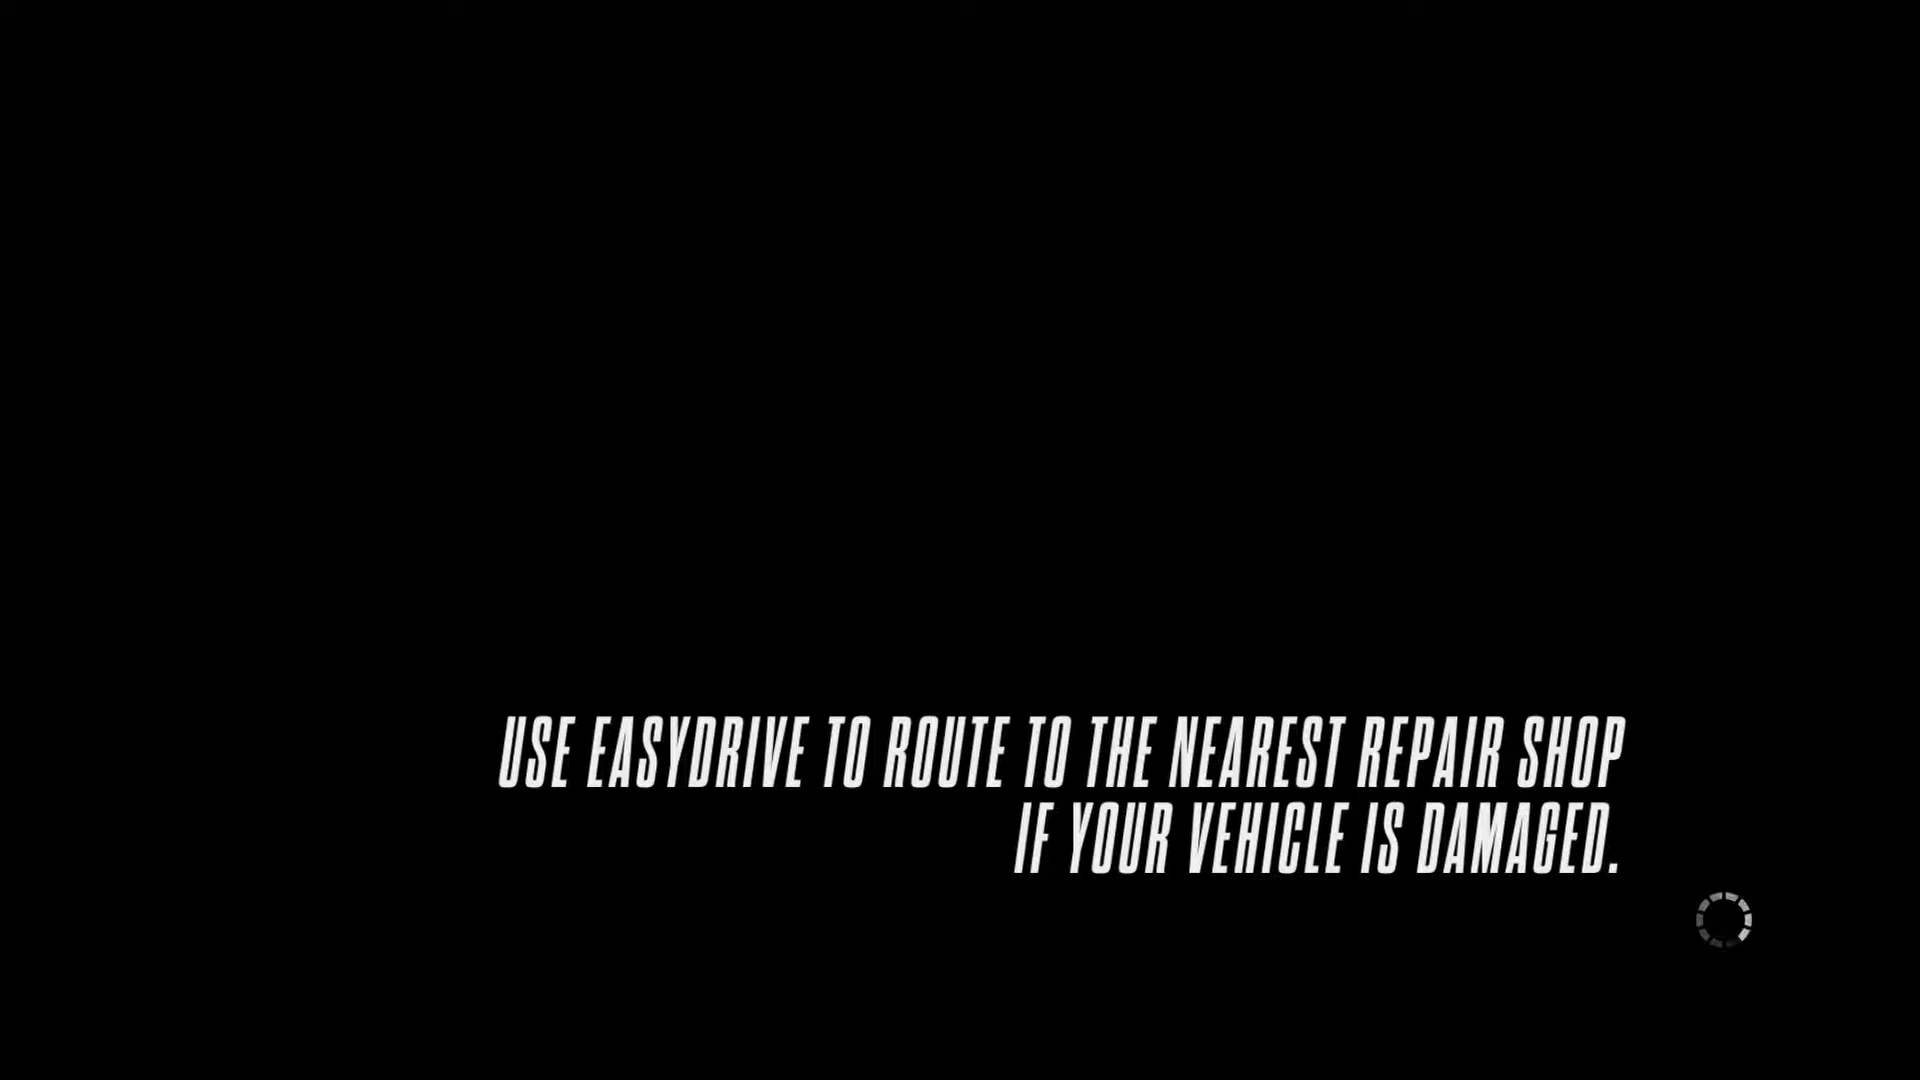 USE EASYDRIVE TO ROUTE TO THE NEAREST REPAIR SHOP
IF YOUR VEHICLE IS DAMAGED.